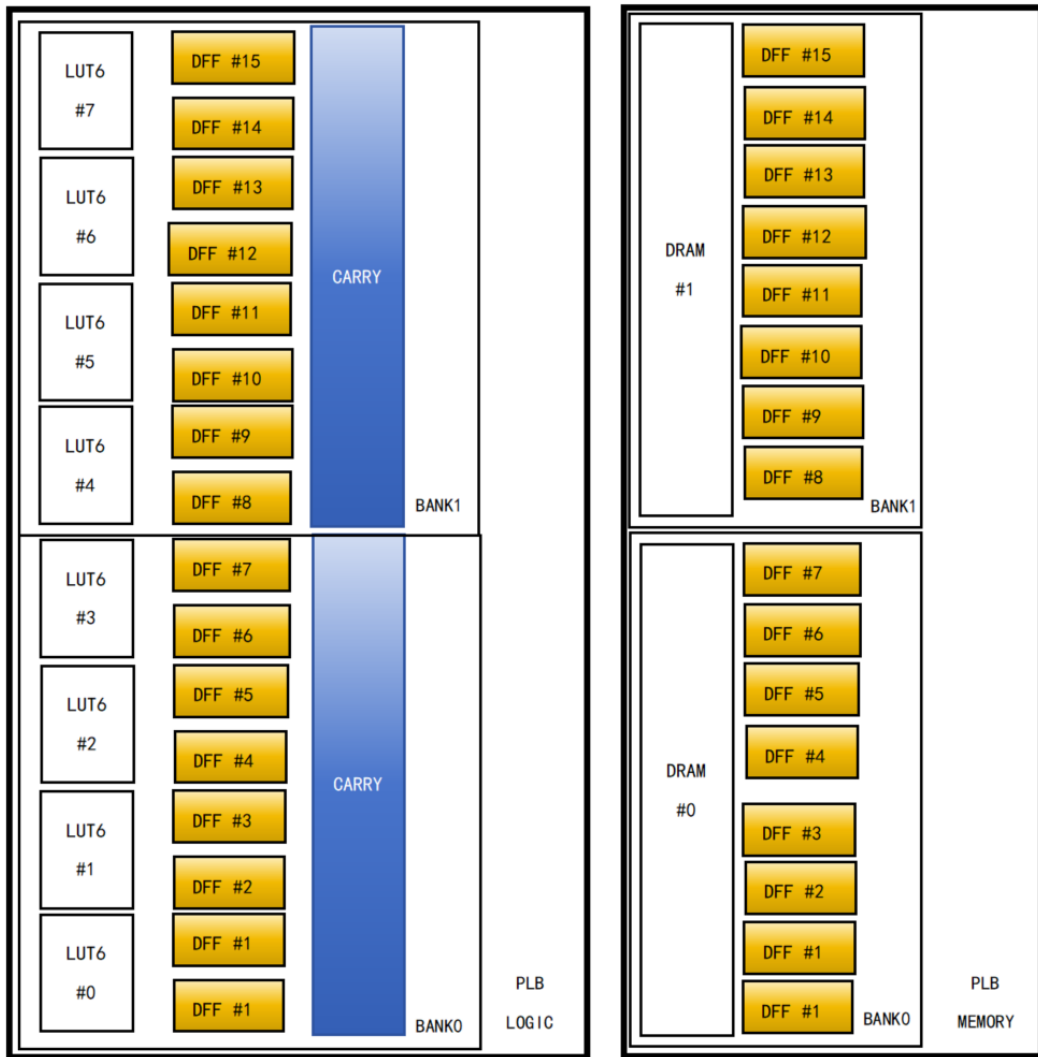 LUT6
#7
DFF #15
DFF #14
LUT6
#6
DFF #13
DFF #12
LUT6
#5
DFF #11
DFF #10
LUT6
#4
DFF #9
DFF #8
CARRY
BANK1
LUT6
#3
DFF #7
DFF #6
LUT6
#2
DFF #5
DFF #4
LUT6
#1
DFF #3
DFF #2
LUT6
#0
DFF #1
DFF #1
CARRY
BANK0
PLB
LOGIC
DRAM
#1
DFF #15
DFF #14
DFF #13
DFF #12
DFF #11
DFF #10
DFF #9
DFF #8
BANK1
DRAM
#0
DFF #7
DFF #6
DFF #5
DFF #4
DFF #3
DFF #2
DFF #1
DFF #1
BANK0
PLB
MEMORY